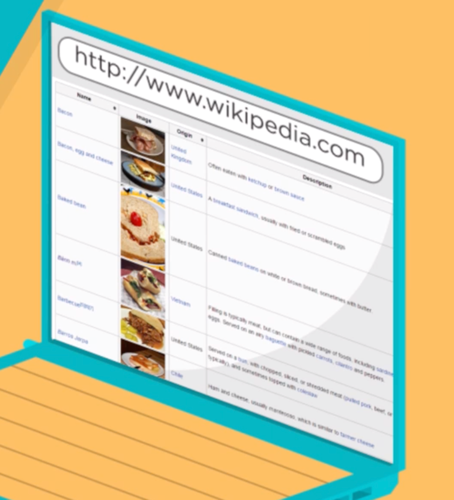 http://www.wikipedia.com
Name Image Origin Description
Bacon United Kingdom Often eaten with ketchup or brown sauce
Bacon, egg and cheese United States A breakfast sandwich, usually with fried or scrambled eggs
Baked bean United States Canned baked beans on white or brown bread, sometimes with butter
Bánh mì Vietnam Filling is typically meat, but can contain a wide range of foods, including
eggs. Served on an airy baguette with pickled carrots, cilantro and peppers.
Barbecue United States Served on a bun, with chopped, sliced, or shredded meat (pulled pork, beef, or
typically), and sometimes topped with coleslaw
Barros Jarpa Chile Ham and cheese, usually mantecoso, which is similar to farmer cheese